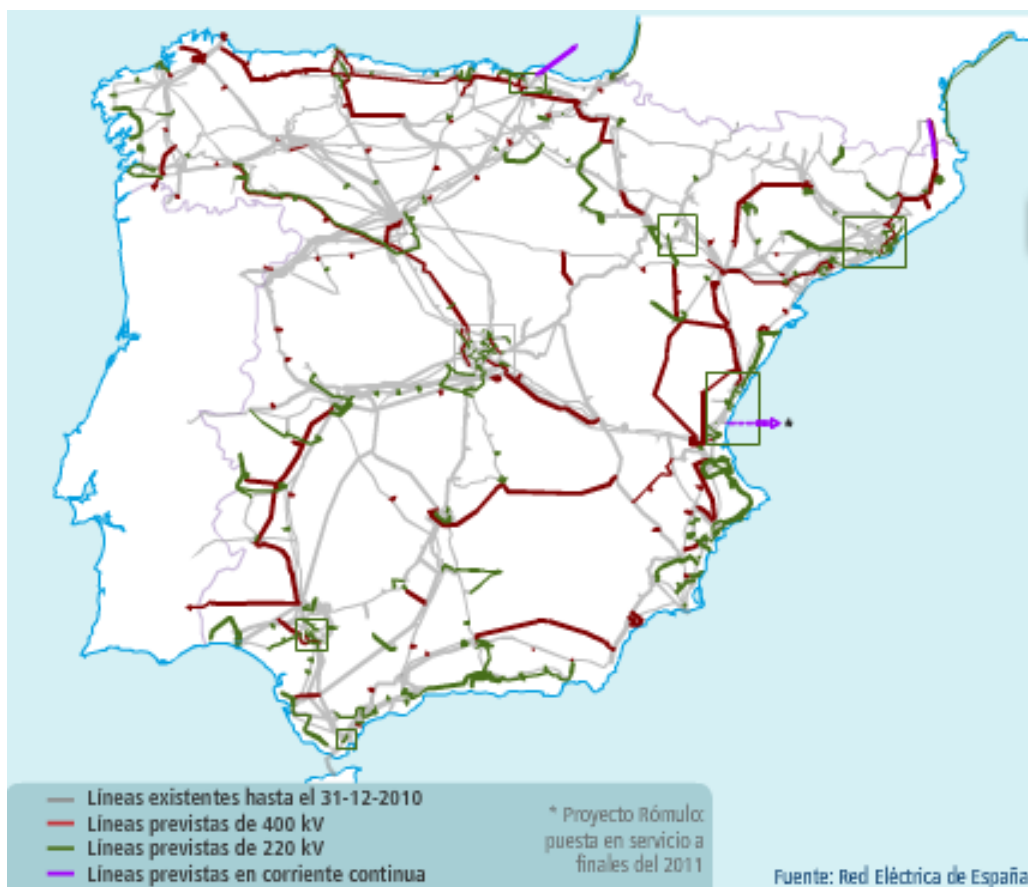 *
Líneas existentes hasta el 31-12-2010
Líneas previstas de 400 kV
Líneas previstas de 220 kV
Líneas previstas en corriente continua
* Proyecto Rómulo:
puesta en servicio a
finales del 2011
Fuente: Red Eléctrica de España